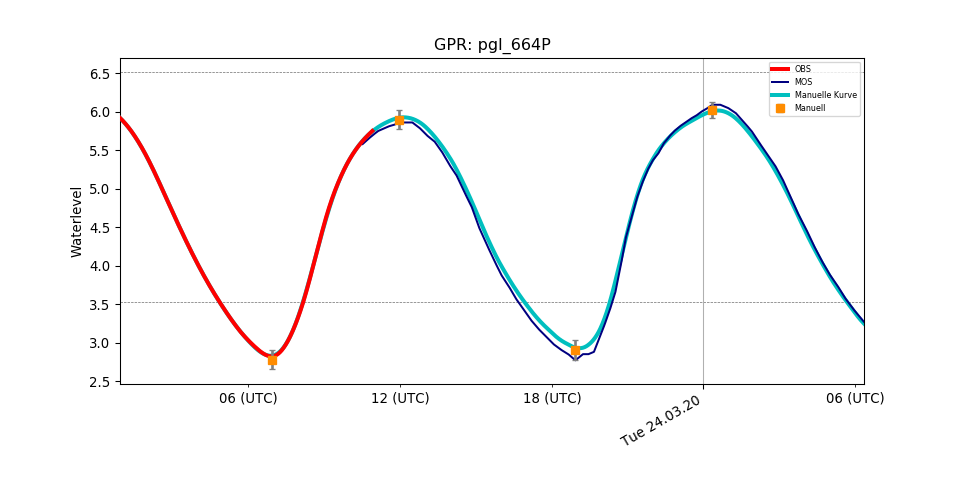 GPR: pgl_664P
OBS
MOS
Manuelle Kurve
Manuell
Waterlevel
6.5
6.0
5.5
5.0
4.5
4.0
3.5
3.0
2.5
06 (UTC)
12 (UTC)
18 (UTC)
Tue 24.03.20
06 (UTC)